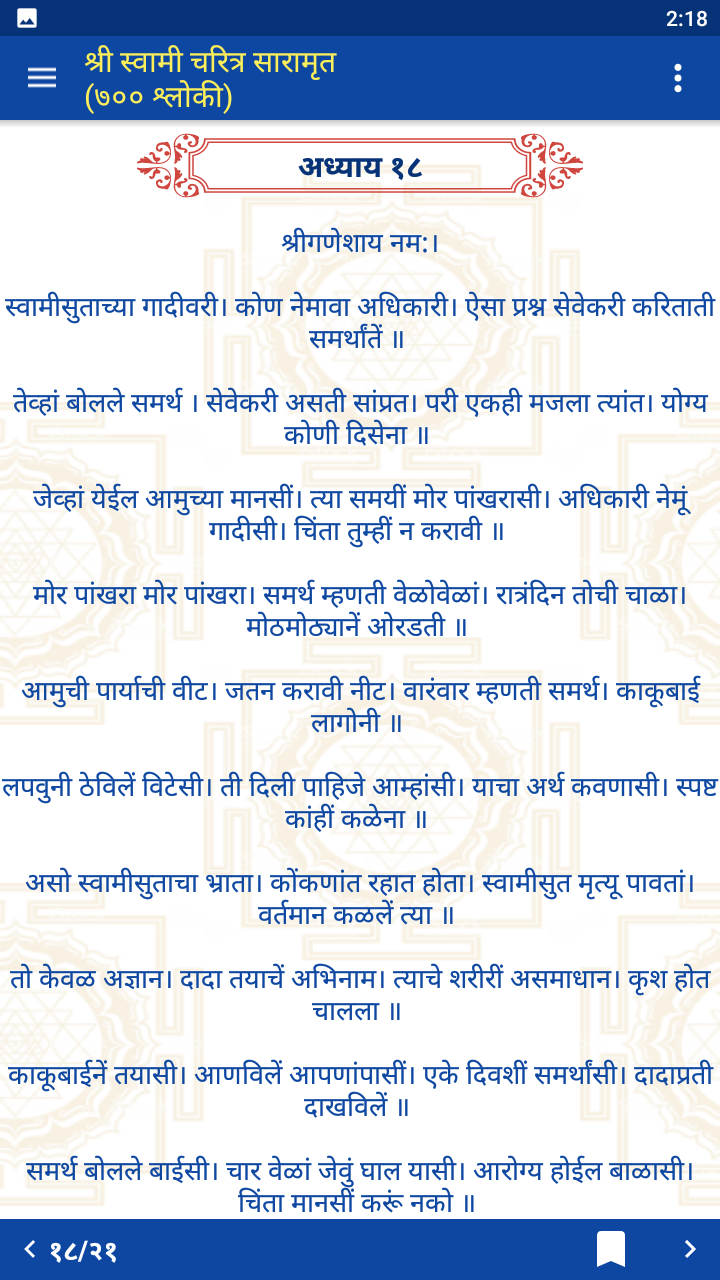 2:18
श्री स्वामी चरित्र सारामृत
(७०० श्लोकी)
अध्याय १८
श्रीगणेशाय नम:।
स्वामीसुताच्या गादीवरी। कोण नेमावा अधिकारी। ऐसा प्रश्न सेवेकरी करिताती
समर्थांतें ॥
तेव्हां बोलले समर्थ । सेवेकरी असती सांप्रत। परी एकही मजला त्यांत। योग्य
कोणी दिसेना ॥
जेव्हां येईल आमुच्या मानसीं। त्या समयीं मोर पांखरासी। अधिकारी नेमूं
गादीसी। चिंता तुम्हीं न करावी ॥
मोर पांखरा मोर पांखरा। समर्थ म्हणती वेळोवेळां। रात्रंदिन तोची चाळा।
मोठमोठ्यानें ओरडती ॥
आमुची पार्याची वीट। जतन करावी नीट। वारंवार म्हणती समर्थ। काकूबाई
लागोनी ॥
लपवुनी ठेविलें विटेसी। ती दिली पाहिजे आम्हांसी। याचा अर्थ कवणासी। स्पष्ट
कांहीं कळेना ॥
असो स्वामीसुताचा भ्राता। कोंकणांत रहात होता। स्वामीसुत मृत्यू पावतां।
वर्तमान कळलें त्या ॥
तो केवळ अज्ञान। दादा तयाचें अभिनाम। त्याचे शरीरीं असमाधान। कृश होत
चालला ॥
काकूबाईनें तयासी। आणविलें आपणांपासीं। एके दिवशीं समर्थांसी। दादाप्रती
दाखविलें ॥
समर्थ बोलले बाईसी। चार वेळां जेवुं घाल यासी। आरोग्य होईल बाळासी।
चिंता मानसीं करूं नको ॥
१८/२१